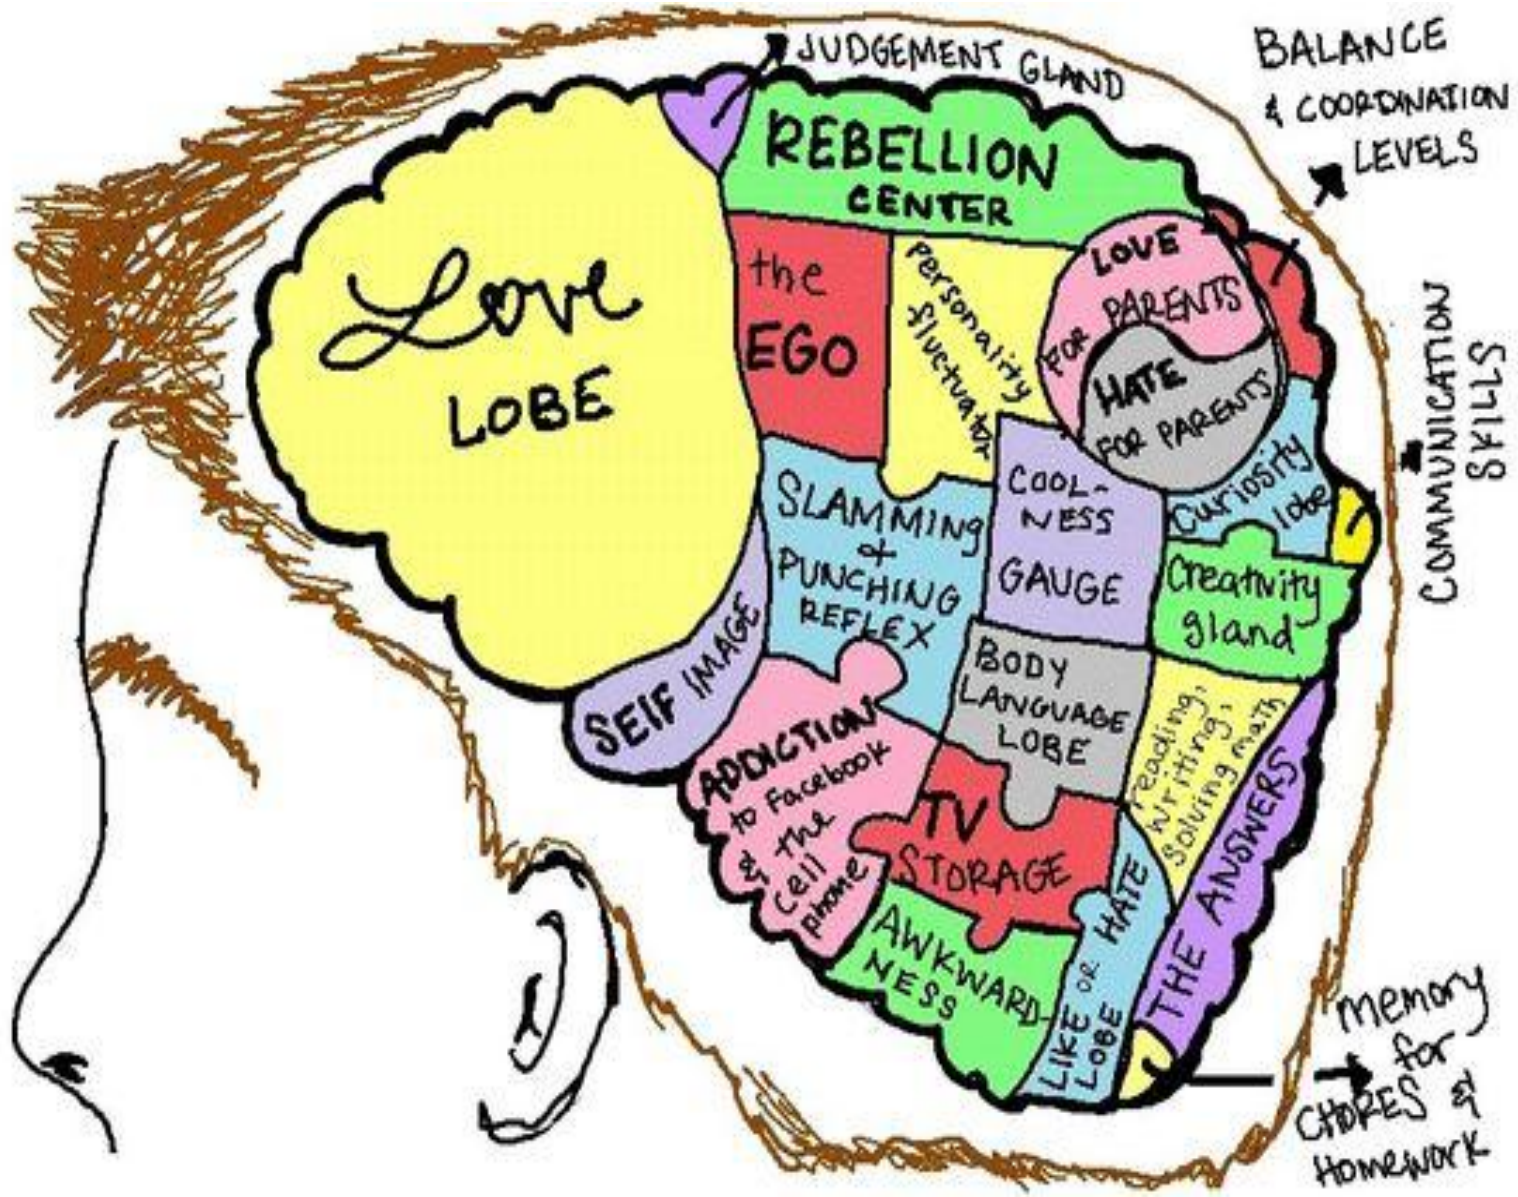 JUDGEMENT GLAND
BALANCE
& COORDINATION
LEVELS
REBELLION
CENTER
Love
LOBE
the
EGO
Personality
fluctuator
LOVE
FOR PARENTS
HATE
FOR PARENTS
COMMUNICATION
SKILLS
SLAMMING
+
PUNCHING
REFLEX
COOL-
NESS
GAUGE
Curiosity
lobe
Creativity
gland
SElF IMAGE
BODY
LANGUAGE
LOBE
reading,
writing,
solving math
ADDICTION
to Facebook
& the
cell
phone
TV
STORAGE
THE ANSWERS
AWKWARD-
NESS
LIKE OR HATE
LOBE
memory
for
CHORES &
Homework